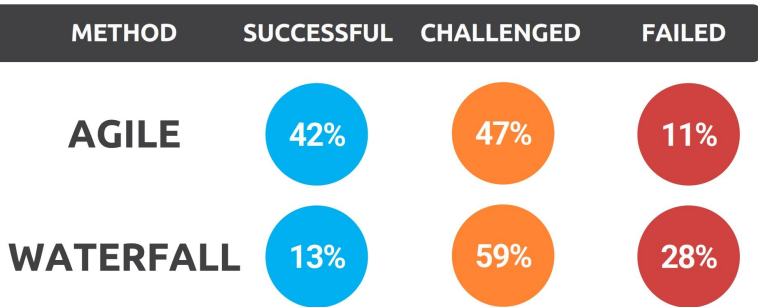 METHOD SUCCESSFUL CHALLENGED FAILED
AGILE 42% 47% 11%
WATERFALL 13% 59% 28%